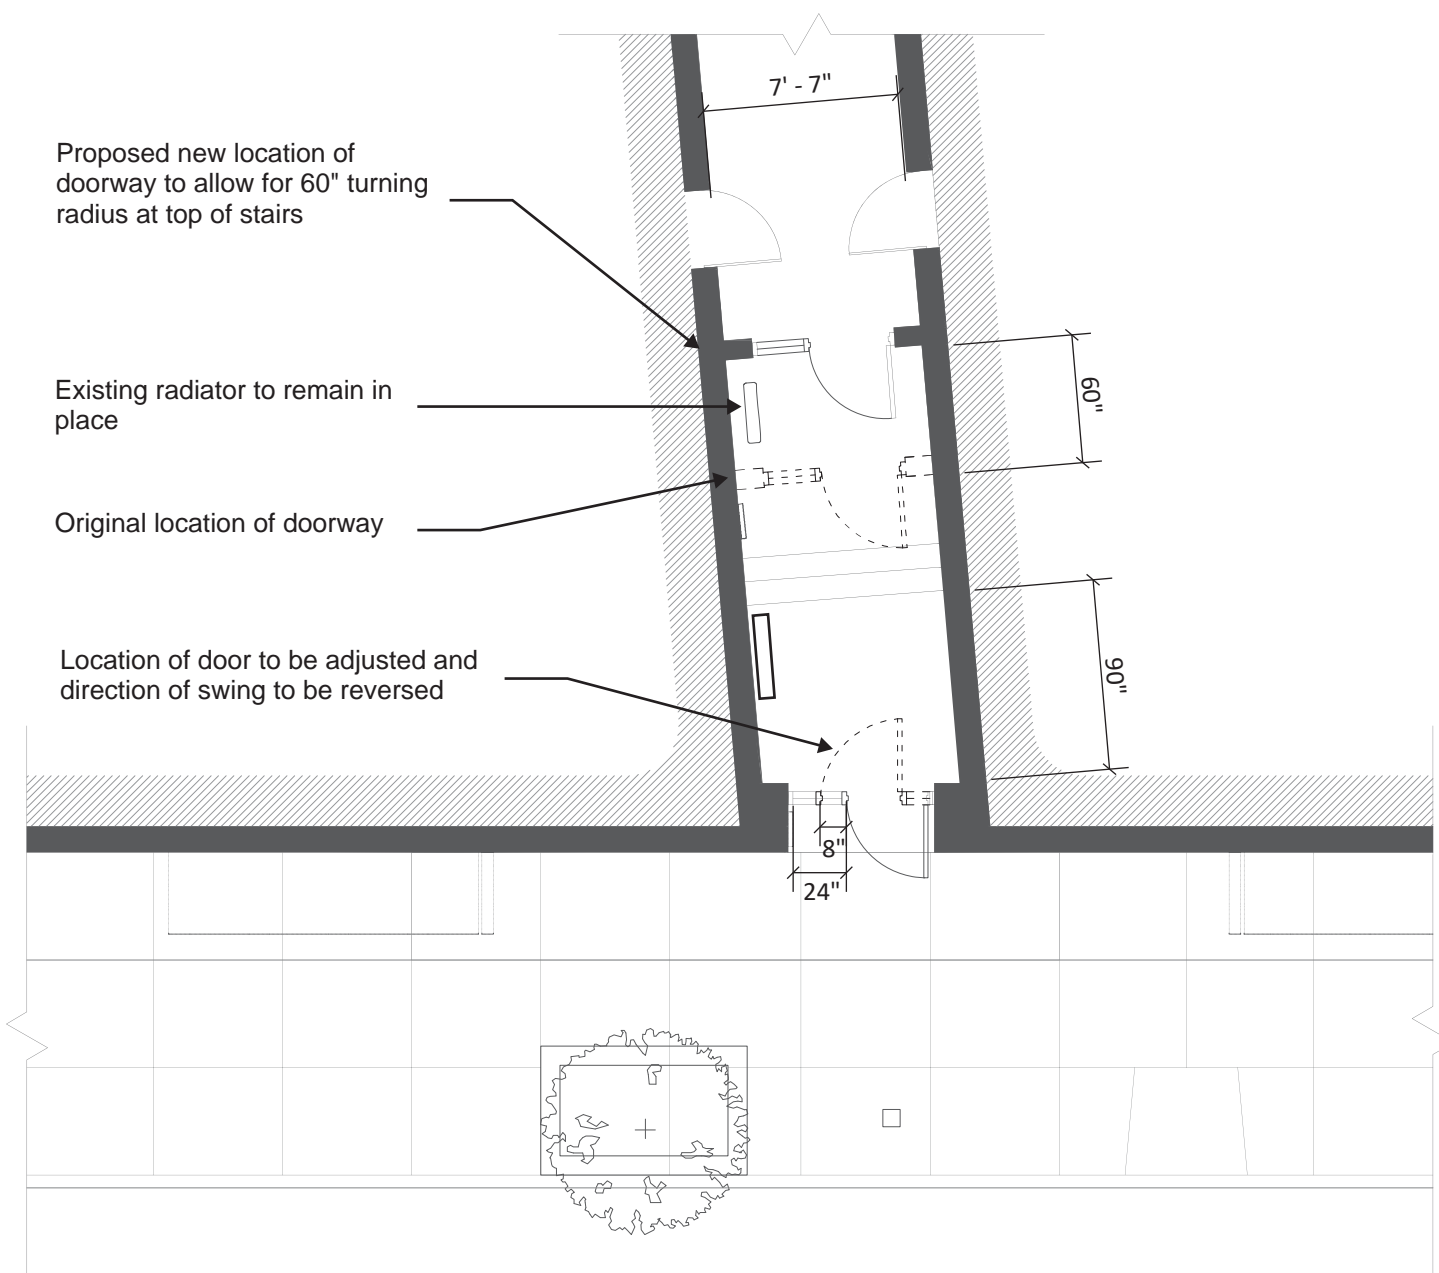 7' - 7"
Proposed new location of
doorway to allow for 60" turning
radius at top of stairs
60"
Existing radiator to remain in
place
Original location of doorway
Location of door to be adjusted and
direction of swing to be reversed
90"
8"
24"